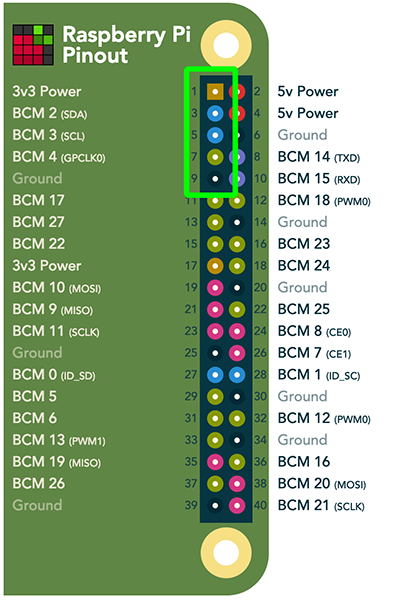 Raspberry Pi
Pinout
3v3 Power 1 2 5v Power
BCM 2 (SDA) 3 4 5v Power
BCM 3 (SCL) 5 6 Ground
BCM 4 (GPCLK0) 7 8 BCM 14 (TXD)
Ground 9 10 BCM 15 (RXD)
BCM 17 11 12 BCM 18 (PWM0)
BCM 27 13 14 Ground
BCM 22 15 16 BCM 23
3v3 Power 17 18 BCM 24
BCM 10 (MOSI) 19 20 Ground
BCM 9 (MISO) 21 22 BCM 25
BCM 11 (SCLK) 23 24 BCM 8 (CE0)
Ground 25 26 BCM 7 (CE1)
BCM 0 (ID_SD) 27 28 BCM 1 (ID_SC)
BCM 5 29 30 Ground
BCM 6 31 32 BCM 12 (PWM0)
BCM 13 (PWM1) 33 34 Ground
BCM 19 (MISO) 35 36 BCM 16
BCM 26 37 38 BCM 20 (MOSI)
Ground 39 40 BCM 21 (SCLK)